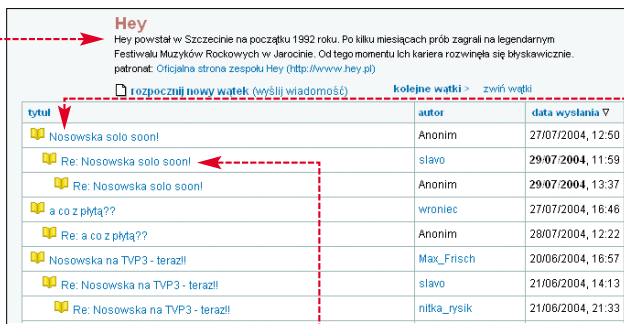 Hey
Hey powstał w Szczecinie na początku 1992 roku. Po kilku miesiącach prób zagrali na legendarnym
Festiwalu Muzyków Rockowych w Jarocinie. Od tego momentu Ich kariera rozwinęła się błyskawicznie.
patronat: Oficjalna strona zespołu Hey (http://www.hey.pl)
rozpocznij nowy wątek (wyślij wiadomość) kolejne wątki > zwiń wątki
tytuł autor data wysłania ∇
Nosowska solo soon! Anonim 27/07/2004, 12:50
Re: Nosowska solo soon! slavo 29/07/2004, 11:59
Re: Nosowska solo soon! Anonim 29/07/2004, 13:37
a co z płytą?? wroniec 27/07/2004, 16:46
Re: a co z płytą?? Anonim 28/07/2004, 12:22
Nosowska na TVP3 - teraz!! Max_Frisch 20/06/2004, 16:57
Re: Nosowska na TVP3 - teraz!! slavo 21/06/2004, 14:13
Re: Nosowska na TVP3 - teraz!! nitka_rysik 21/06/2004, 21:33